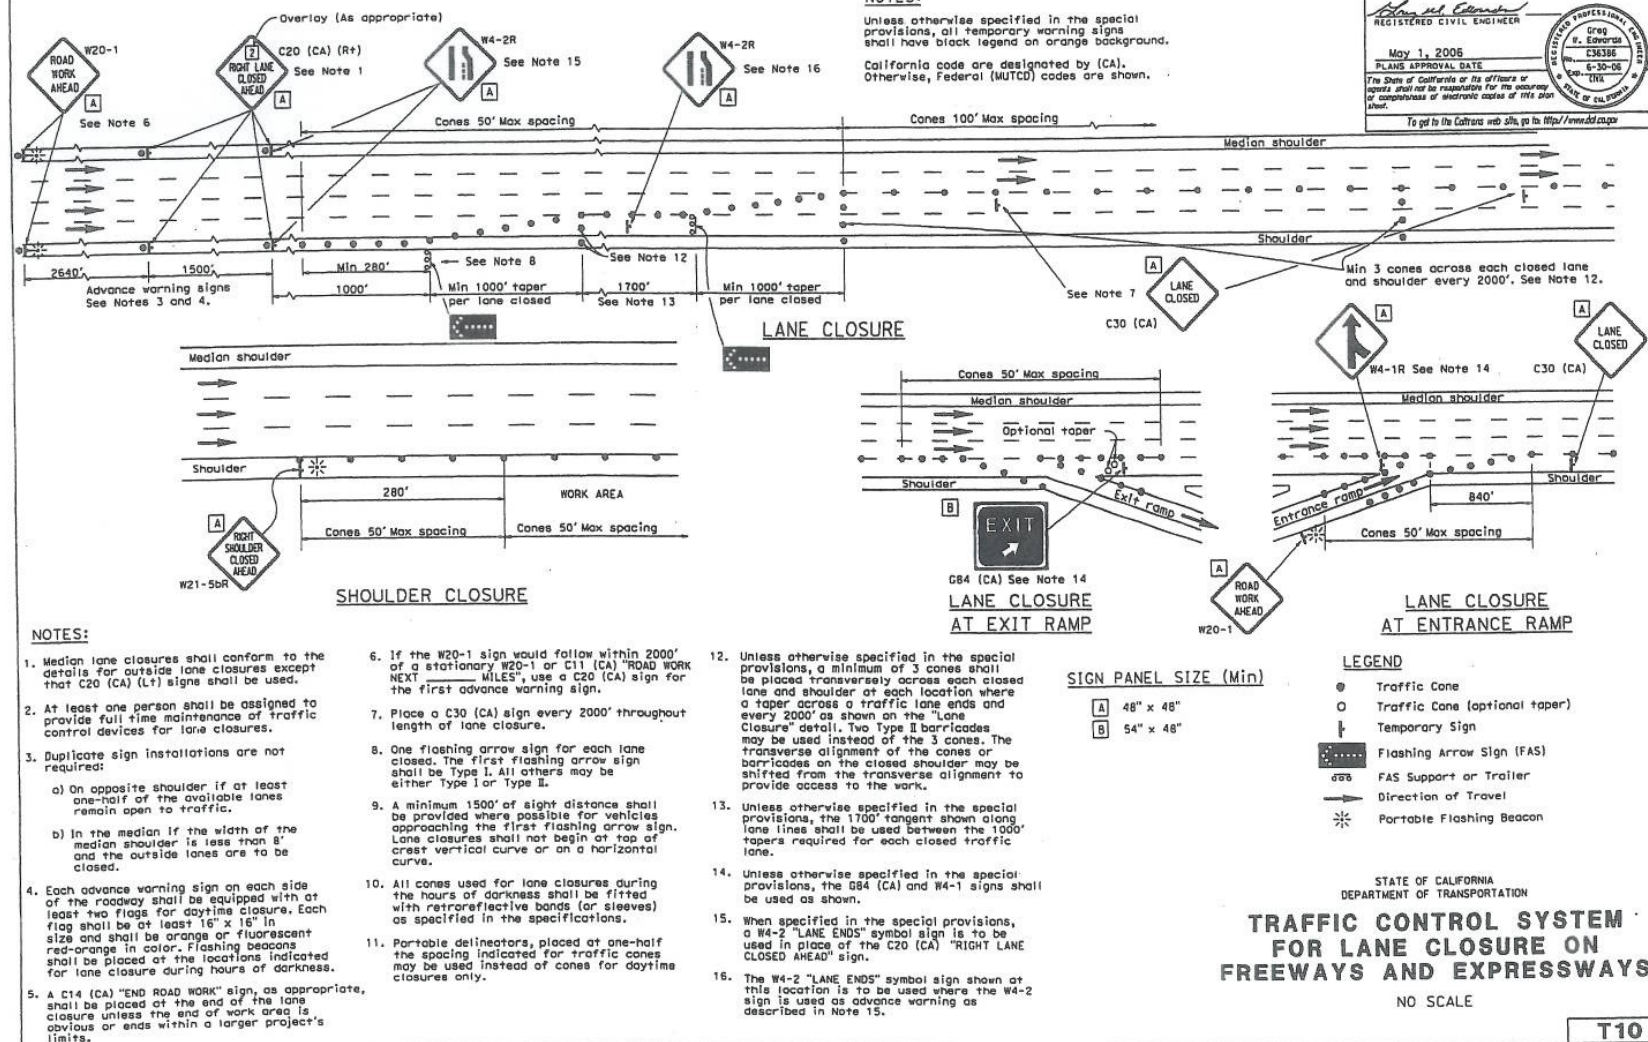 NOTES:
Unless otherwise specified in the special
provisions, all temporary warning signs
shall have black legend on orange background.
California code are designated by (CA).
Otherwise, Federal (MUTCD) codes are shown.
REGISTERED CIVIL ENGINEER
May 1, 2006
PLANS APPROVAL DATE
The State of California or its officers or
agents shall not be responsible for the accuracy
or completeness of electronic copies of this plan
sheet.
To get to the Caltrans web site, go to: http://www.dot.ca.gov
REGISTERED PROFESSIONAL ENGINEER
Greg
W. Edwards
No. C36386
Exp. 6-30-06
CIVIL
STATE OF CALIFORNIA
Overlay (As appropriate)
ROAD
WORK
AHEAD
W20-1
A
See Note 6
2
RIGHT LANE
CLOSED
AHEAD
C20 (CA) (Rt)
See Note 1
A
W4-2R
See Note 15
A
W4-2R
See Note 16
A
Cones 50' Max spacing
Cones 100' Max spacing
Median shoulder
Shoulder
2640'
1500'
Advance warning signs
See Notes 3 and 4.
Min 280'
1000'
See Note 8
Min 1000' taper
per lane closed
See Note 12
1700'
See Note 13
Min 1000' taper
per lane closed
See Note 7
A
LANE
CLOSED
C30 (CA)
Min 3 cones across each closed lane
and shoulder every 2000'. See Note 12.
LANE CLOSURE
Median shoulder
Shoulder
280'
WORK AREA
Cones 50' Max spacing
Cones 50' Max spacing
A
RIGHT
SHOULDER
CLOSED
AHEAD
W21-5bR
SHOULDER CLOSURE
Cones 50' Max spacing
Median shoulder
Optional taper
Shoulder
Exit ramp
B
EXIT
G84 (CA) See Note 14
LANE CLOSURE
AT EXIT RAMP
A
W4-1R See Note 14
A
LANE
CLOSED
C30 (CA)
Median shoulder
Shoulder
Entrance ramp
840'
Cones 50' Max spacing
A
ROAD
WORK
AHEAD
W20-1
LANE CLOSURE
AT ENTRANCE RAMP
NOTES:
1. Median lane closures shall conform to the
details for outside lane closures except
that C20 (CA) (Lt) signs shall be used.
2. At least one person shall be assigned to
provide full time maintenance of traffic
control devices for lane closures.
3. Duplicate sign installations are not
required:
a) On opposite shoulder if at least
one-half of the available lanes
remain open to traffic.
b) In the median if the width of the
median shoulder is less than 8'
and the outside lanes are to be
closed.
4. Each advance warning sign on each side
of the roadway shall be equipped with at
least two flags for daytime closure. Each
flag shall be at least 16" x 16" in
size and shall be orange or fluorescent
red-orange in color. Flashing beacons
shall be placed at the locations indicated
for lane closure during hours of darkness.
5. A C14 (CA) "END ROAD WORK" sign, as appropriate,
shall be placed at the end of the lane
closure unless the end of work area is
obvious or ends within a larger project's
limits.
6. If the W20-1 sign would follow within 2000'
of a stationary W20-1 or C11 (CA) "ROAD WORK
NEXT ______ MILES", use a C20 (CA) sign for
the first advance warning sign.
7. Place a C30 (CA) sign every 2000' throughout
length of lane closure.
8. One flashing arrow sign for each lane
closed. The first flashing arrow sign
shall be Type I. All others may be
either Type I or Type II.
9. A minimum 1500' of sight distance shall
be provided where possible for vehicles
approaching the first flashing arrow sign.
Lane closures shall not begin at top of
crest vertical curve or on a horizontal
curve.
10. All cones used for lane closures during
the hours of darkness shall be fitted
with retroreflective bands (or sleeves)
as specified in the specifications.
11. Portable delineators, placed at one-half
the spacing indicated for traffic cones
may be used instead of cones for daytime
closures only.
12. Unless otherwise specified in the special
provisions, a minimum of 3 cones shall
be placed transversely across each closed
lane and shoulder at each location where
a taper across a traffic lane ends and
every 2000' as shown on the "Lane
Closure" detail. Two Type II barricades
may be used instead of the 3 cones. The
transverse alignment of the cones or
barricades on the closed shoulder may be
shifted from the transverse alignment to
provide access to the work.
13. Unless otherwise specified in the special
provisions, the 1700' tangent shown along
lane lines shall be used between the 1000'
tapers required for each closed traffic
lane.
14. Unless otherwise specified in the special
provisions, the G84 (CA) and W4-1 signs shall
be used as shown.
15. When specified in the special provisions,
a W4-2 "LANE ENDS" symbol sign is to be
used in place of the C20 (CA) "RIGHT LANE
CLOSED AHEAD" sign.
16. The W4-2 "LANE ENDS" symbol sign shown at
this location is to be used where the W4-2
sign is used as advance warning as
described in Note 15.
SIGN PANEL SIZE (Min)
A 48" x 48"
B 54" x 48"
LEGEND
Traffic Cone
Traffic Cone (optional taper)
Temporary Sign
Flashing Arrow Sign (FAS)
FAS Support or Trailer
Direction of Travel
Portable Flashing Beacon
STATE OF CALIFORNIA
DEPARTMENT OF TRANSPORTATION
TRAFFIC CONTROL SYSTEM
FOR LANE CLOSURE ON
FREEWAYS AND EXPRESSWAYS
NO SCALE
T10